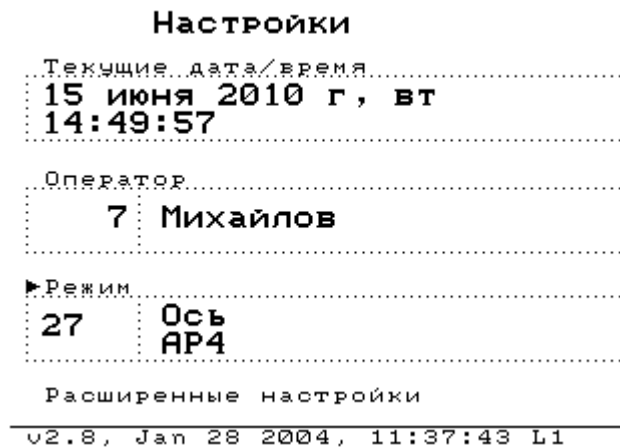 Настройки
Текущие дата/время
15 июня 2010 г, вт
14:49:57
Оператор
7 Михайлов
►Режим
27 Ось
АР4
Расширенные настройки
v2.8, Jan 28 2004, 11:37:43 L1